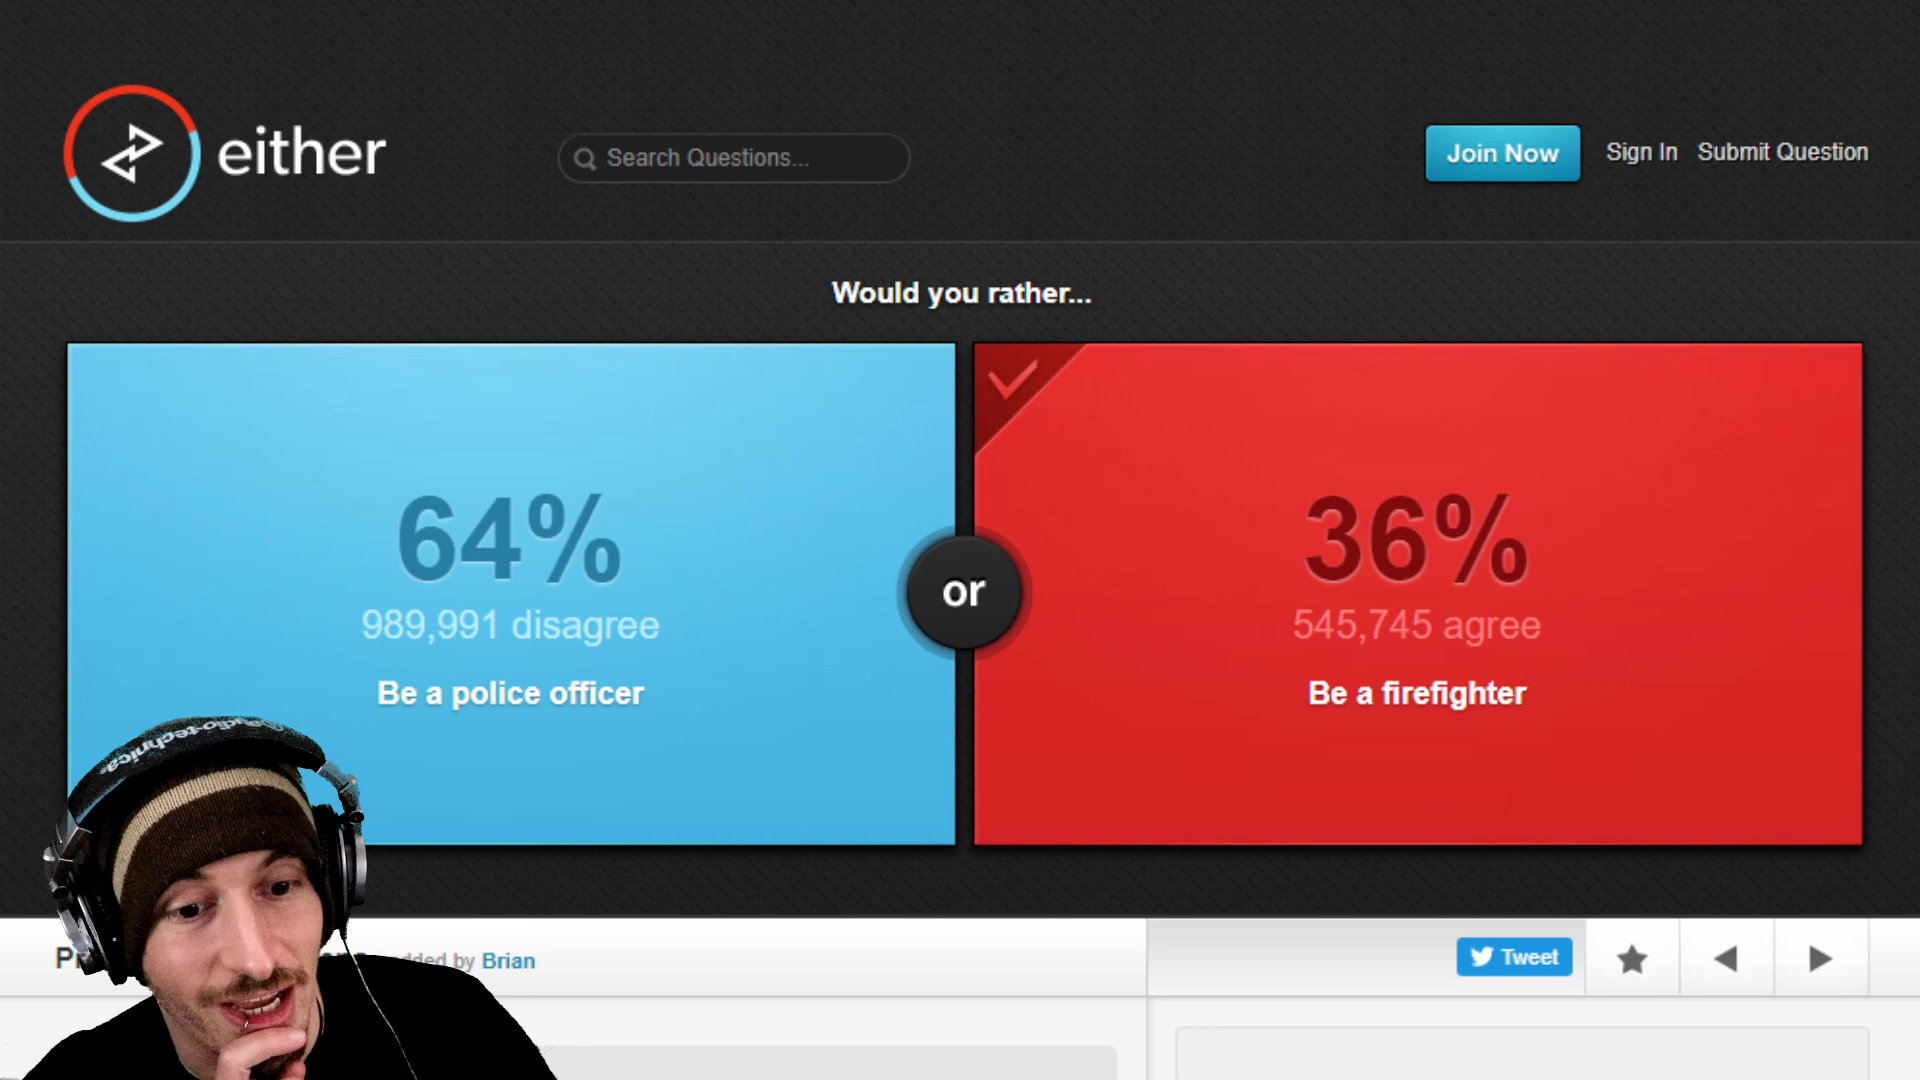 either
Search Questions...
Join Now
Sign In
Submit Question
Would you rather...
64%
989,991 disagree
Be a police officer
or
36%
545,745 agree
Be a firefighter
audio-technica
by Brian
Tweet